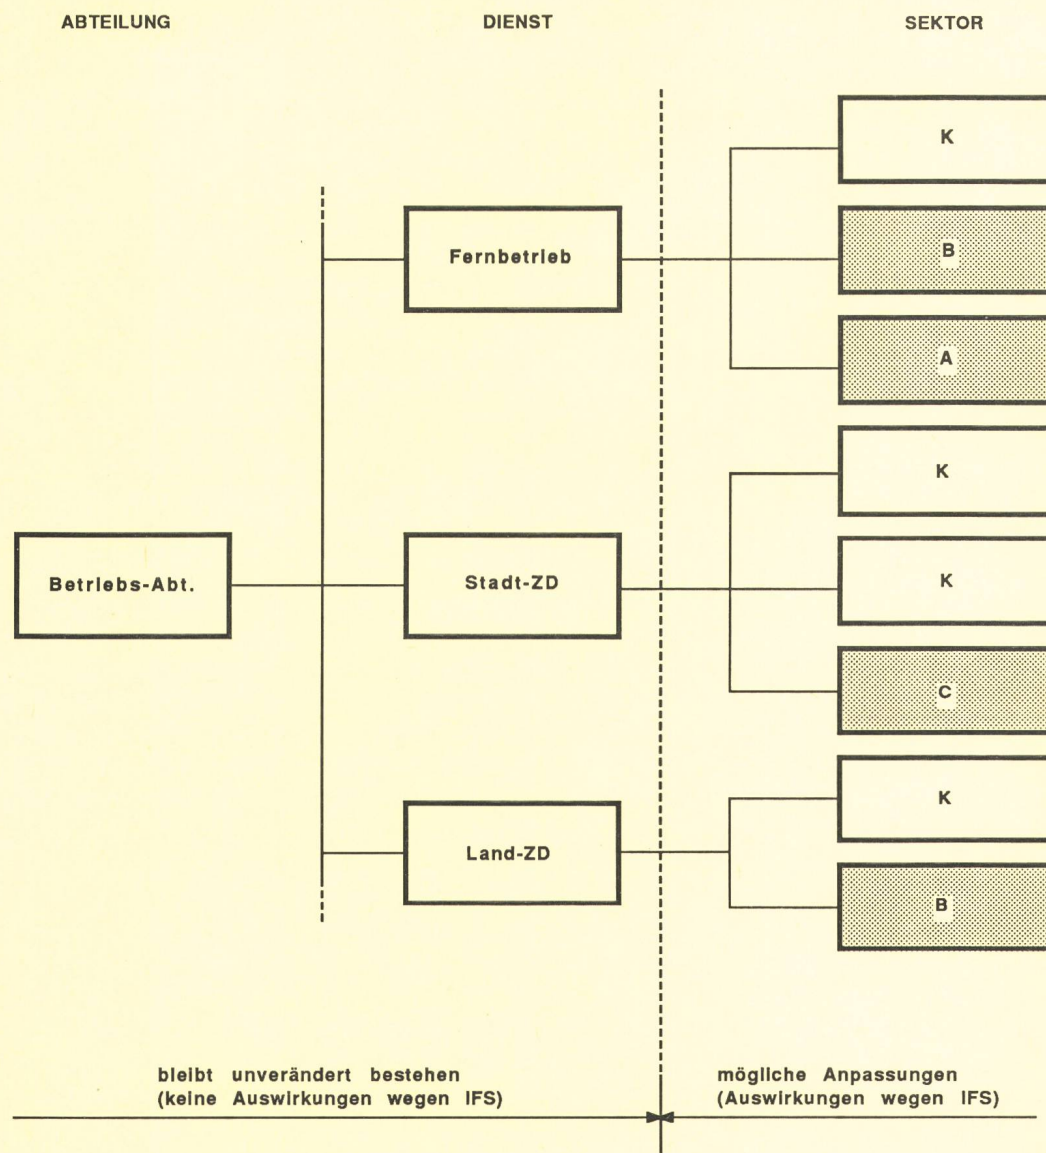 ABTEILUNG
DIENST
SEKTOR
K
Fernbetrieb
B
A
K
Betriebs-Abt.
Stadt-ZD
K
C
K
Land-ZD
B
bleibt unverändert bestehen
(keine Auswirkungen wegen IFS)
mögliche Anpassungen
(Auswirkungen wegen IFS)